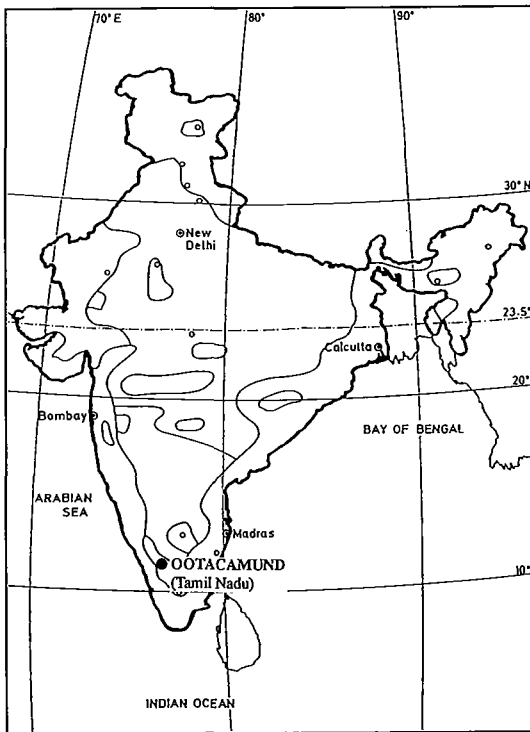 70° E
80°
90°
30° N
New
Delhi
23.5°
Calcutta
20°
Bombay
BAY OF BENGAL
ARABIAN
SEA
Madras
OOTACAMUND
(Tamil Nadu)
10°
INDIAN OCEAN